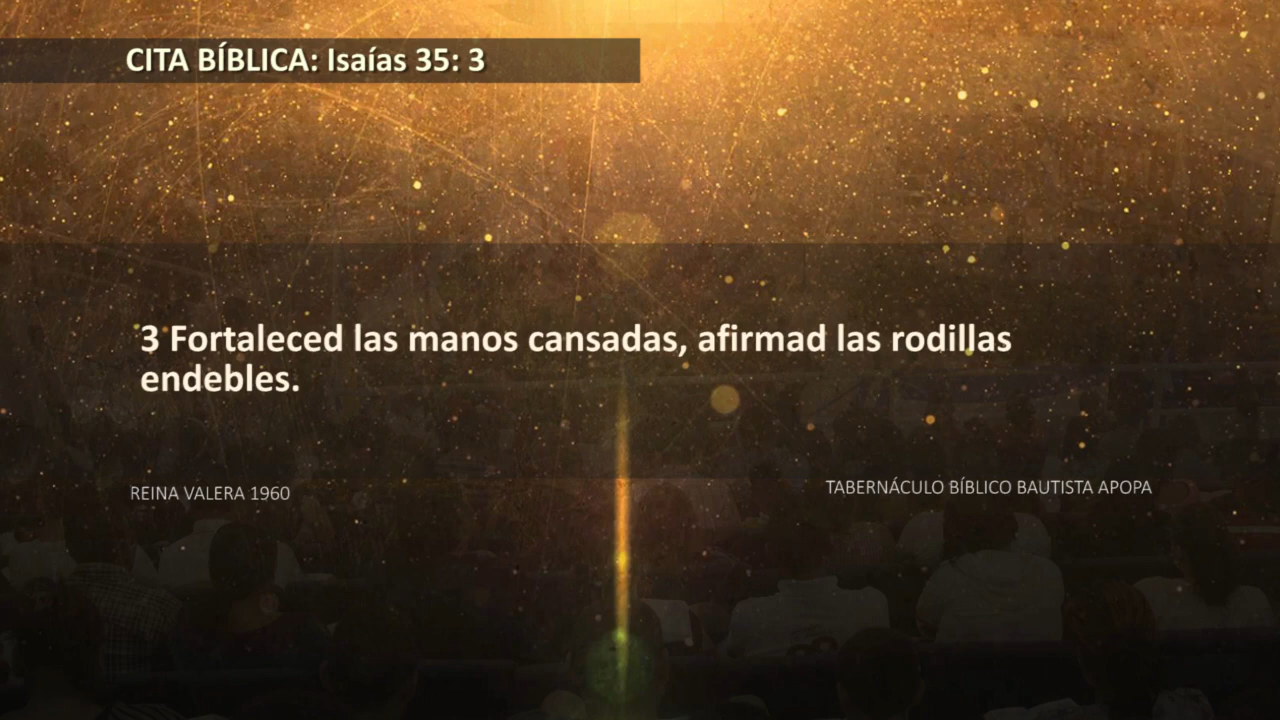 CITA BÍBLICA: Isaías 35: 3
3 Fortaleced las manos cansadas, afirmad las rodillas
endebles.
REINA VALERA 1960
TABERNÁCULO BÍBLICO BAUTISTA APOPA